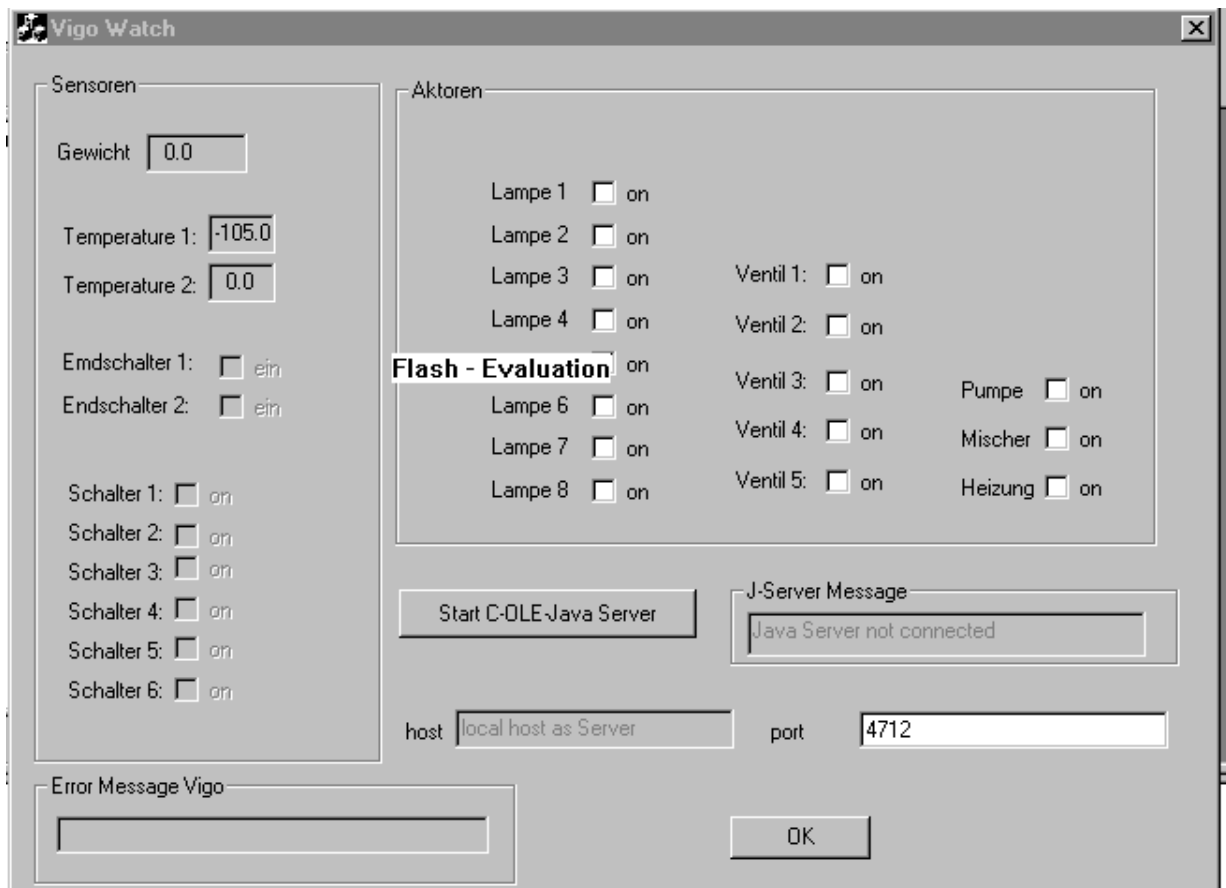 Vigo Watch
Sensoren
Gewicht 0.0
Temperature 1: -105.0
Temperature 2: 0.0
Emdschalter 1: ein
Endschalter 2: ein
Schalter 1: on
Schalter 2: on
Schalter 3: on
Schalter 4: on
Schalter 5: on
Schalter 6: on
Aktoren
Lampe 1 on
Lampe 2 on
Lampe 3 on
Lampe 4 on
Flash - Evaluation on
Lampe 6 on
Lampe 7 on
Lampe 8 on
Ventil 1: on
Ventil 2: on
Ventil 3: on
Ventil 4: on
Ventil 5: on
Pumpe on
Mischer on
Heizung on
Start C-OLE-Java Server
J-Server Message
Java Server not connected
host local host as Server
port 4712
Error Message Vigo
OK